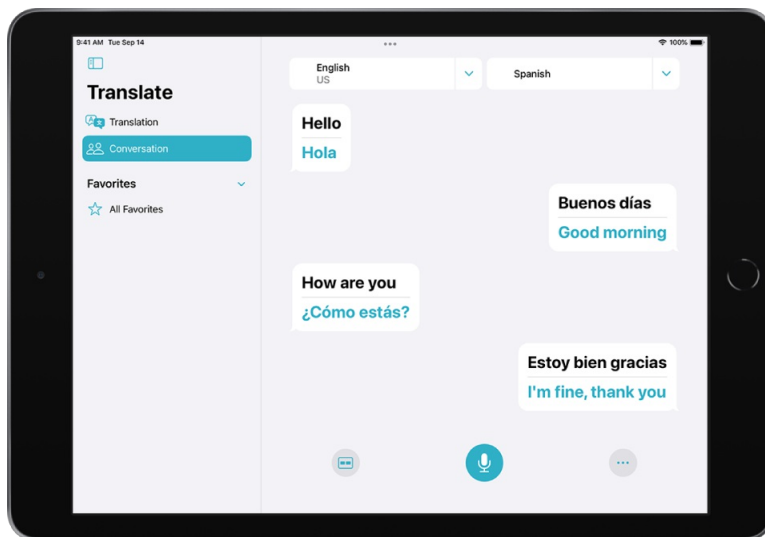 9:41 AM Tue Sep 14
100%
Translate
Translation
Conversation
Favorites
All Favorites
English
US
Spanish
Hello
Hola
Buenos días
Good morning
How are you
¿Cómo estás?
Estoy bien gracias
I'm fine, thank you